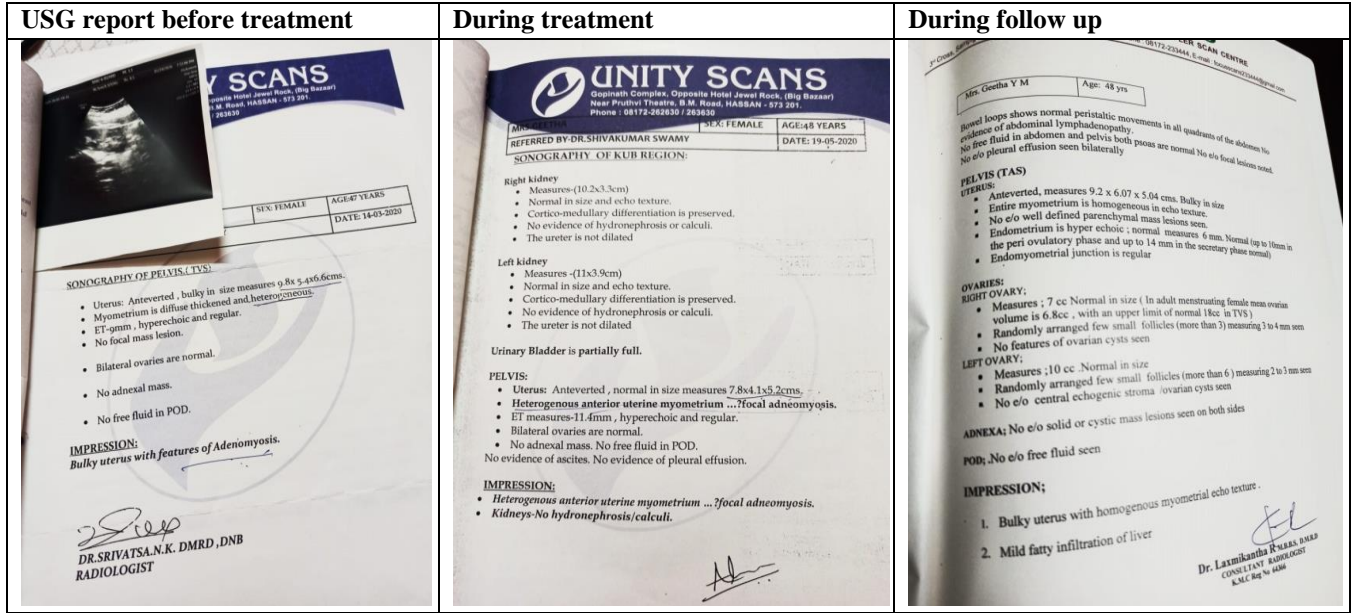 USG report before treatment
During treatment
During follow up
Y SCANS
pposite Hotel Jewel Rock, (Big Bazaar)
B.M. Road, HASSAN - 573 201.
/ 263630
SEX: FEMALE
AGE:47 YEARS
DATE: 14-03-2020
SONOGRAPHY OF PELVIS.( TVS)
• Uterus: Anteverted , bulky in size measures 9.8x 5.4x6.6cms.
• Myometrium is diffuse thickened and heterogeneous.
• ET-9mm , hyperechoic and regular.
• No focal mass lesion.
• Bilateral ovaries are normal.
• No adnexal mass.
• No free fluid in POD.
IMPRESSION:
Bulky uterus with features of Adenomyosis.
DR.SRIVATSA.N.K. DMRD ,DNB
RADIOLOGIST
UNITY SCANS
Gopinath Complex, Opposite Hotel Jewel Rock, (Big Bazaar)
Near Pruthvi Theatre, B.M. Road, HASSAN - 573 201.
Phone : 08172-262630 / 263630
MRS GEETHA
SEX: FEMALE
AGE:48 YEARS
REFERRED BY-DR.SHIVAKUMAR SWAMY
DATE: 19-05-2020
SONOGRAPHY OF KUB REGION:
Right kidney
• Measures-(10.2x3.3cm)
• Normal in size and echo texture.
• Cortico-medullary differentiation is preserved.
• No evidence of hydronephrosis or calculi.
• The ureter is not dilated
Left kidney
• Measures -(11x3.9cm)
• Normal in size and echo texture.
• Cortico-medullary differentiation is preserved.
• No evidence of hydronephrosis or calculi.
• The ureter is not dilated
Urinary Bladder is partially full.
PELVIS:
• Uterus: Anteverted , normal in size measures 7.8x4.1x5.2cms.
• Heterogenous anterior uterine myometrium ...?focal adneomyosis.
• ET measures-11.4mm , hyperechoic and regular.
• Bilateral ovaries are normal.
• No adnexal mass. No free fluid in POD.
No evidence of ascites. No evidence of pleural effusion.
IMPRESSION:
• Heterogenous anterior uterine myometrium ...?focal adneomyosis.
• Kidneys-No hydronephrosis/calculi.
LER SCAN CENTRE
3rd Cross,
08172-233444, E-mail :
Mrs. Geetha Y M
Age: 48 yrs
Bowel loops shows normal peristaltic movements in all quadrants of the abdomen No
evidence of abdominal lymphadenopathy.
No free fluid in abdomen and pelvis both psoas are normal No e/o focal lesions noted.
No e/o pleural effusion seen bilaterally
PELVIS (TAS)
UTERUS:
• Anteverted, measures 9.2 x 6.07 x 5.04 cms. Bulky in size
• Entire myometrium is homogeneous in echo texture.
• No e/o well defined parenchymal mass lesions seen.
• Endometrium is hyper echoic ; normal measures 6 mm. Normal (up to 10mm in
the peri ovulatory phase and up to 14 mm in the secretary phase normal)
• Endomyometrial junction is regular
OVARIES:
RIGHT OVARY:
• Measures ; 7 cc Normal in size ( In adult menstruating female mean ovarian
volume is 6.8cc , with an upper limit of normal 18cc in TVS )
• Randomly arranged few small follicles (more than 3) measuring 3 to 4 mm seen
• No features of ovarian cysts seen
LEFT OVARY;
• Measures ;10 cc .Normal in size
• Randomly arranged few small follicles (more than 6 ) measuring 2 to 3 mm seen
• No e/o central echogenic stroma /ovarian cysts seen
ADNEXA; No e/o solid or cystic mass lesions seen on both sides
POD; .No e/o free fluid seen
IMPRESSION;
1. Bulky uterus with homogenous myometrial echo texture .
2. Mild fatty infiltration of liver
Dr. Laxmikantha R M.B.B.S, D.M.R.D
CONSULTANT RADIOLOGIST
K.M.C Reg No 64366